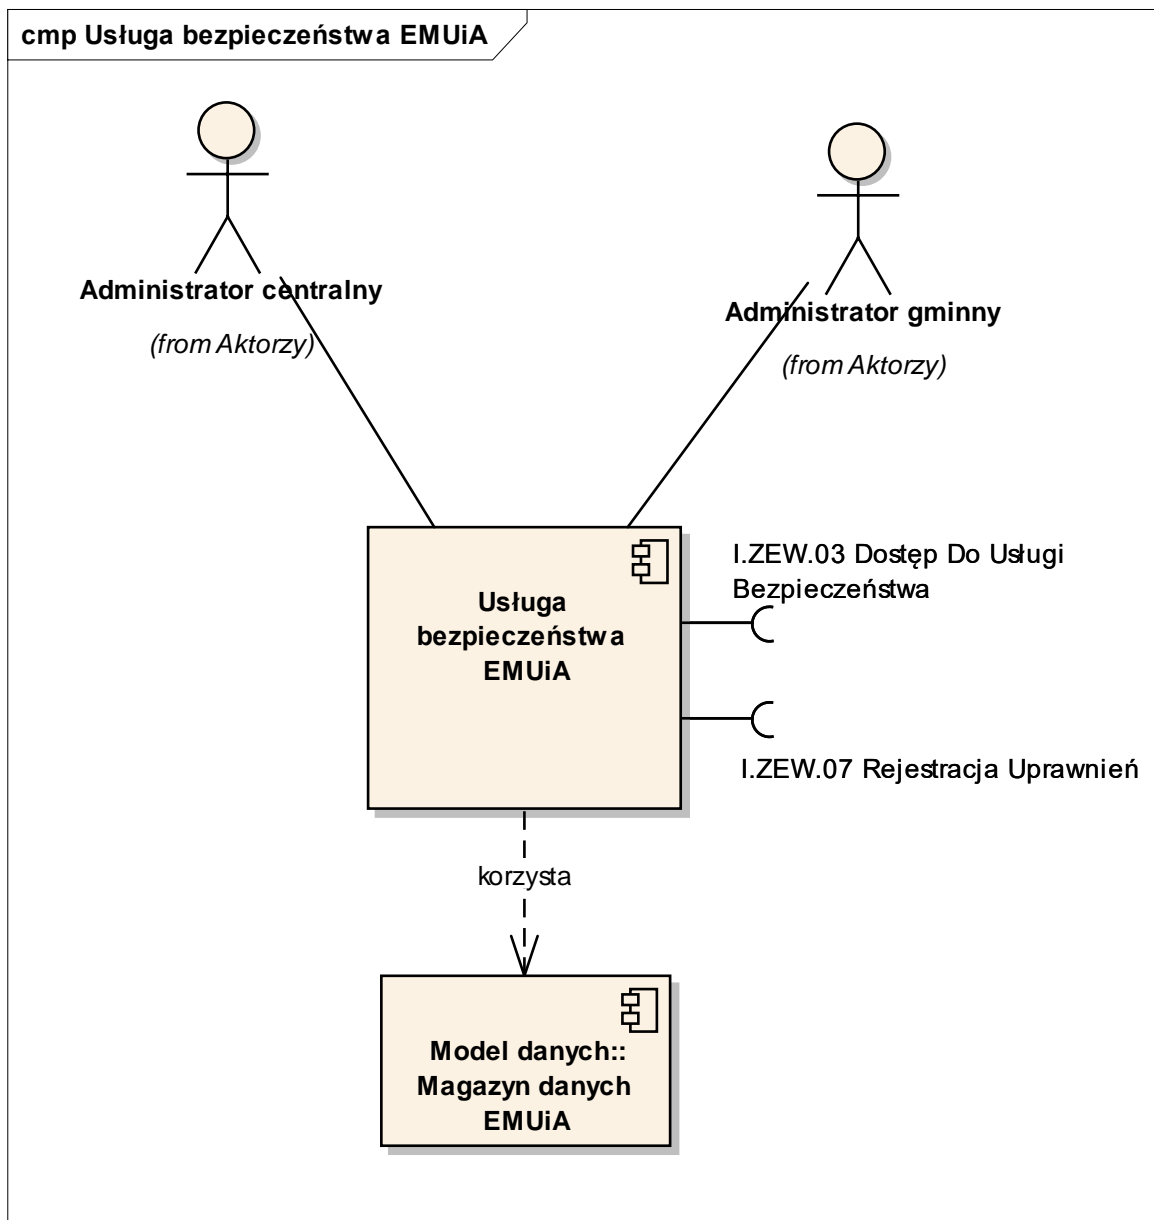 cmp Usługa bezpieczeństwa EMUiA
Administrator centralny
(from Aktorzy)
Administrator gminny
(from Aktorzy)
Usługa
bezpieczeństwa
EMUiA
I.ZEW.03 Dostęp Do Usługi
Bezpieczeństwa
I.ZEW.07 Rejestracja Uprawnień
korzysta
Model danych::
Magazyn danych
EMUiA